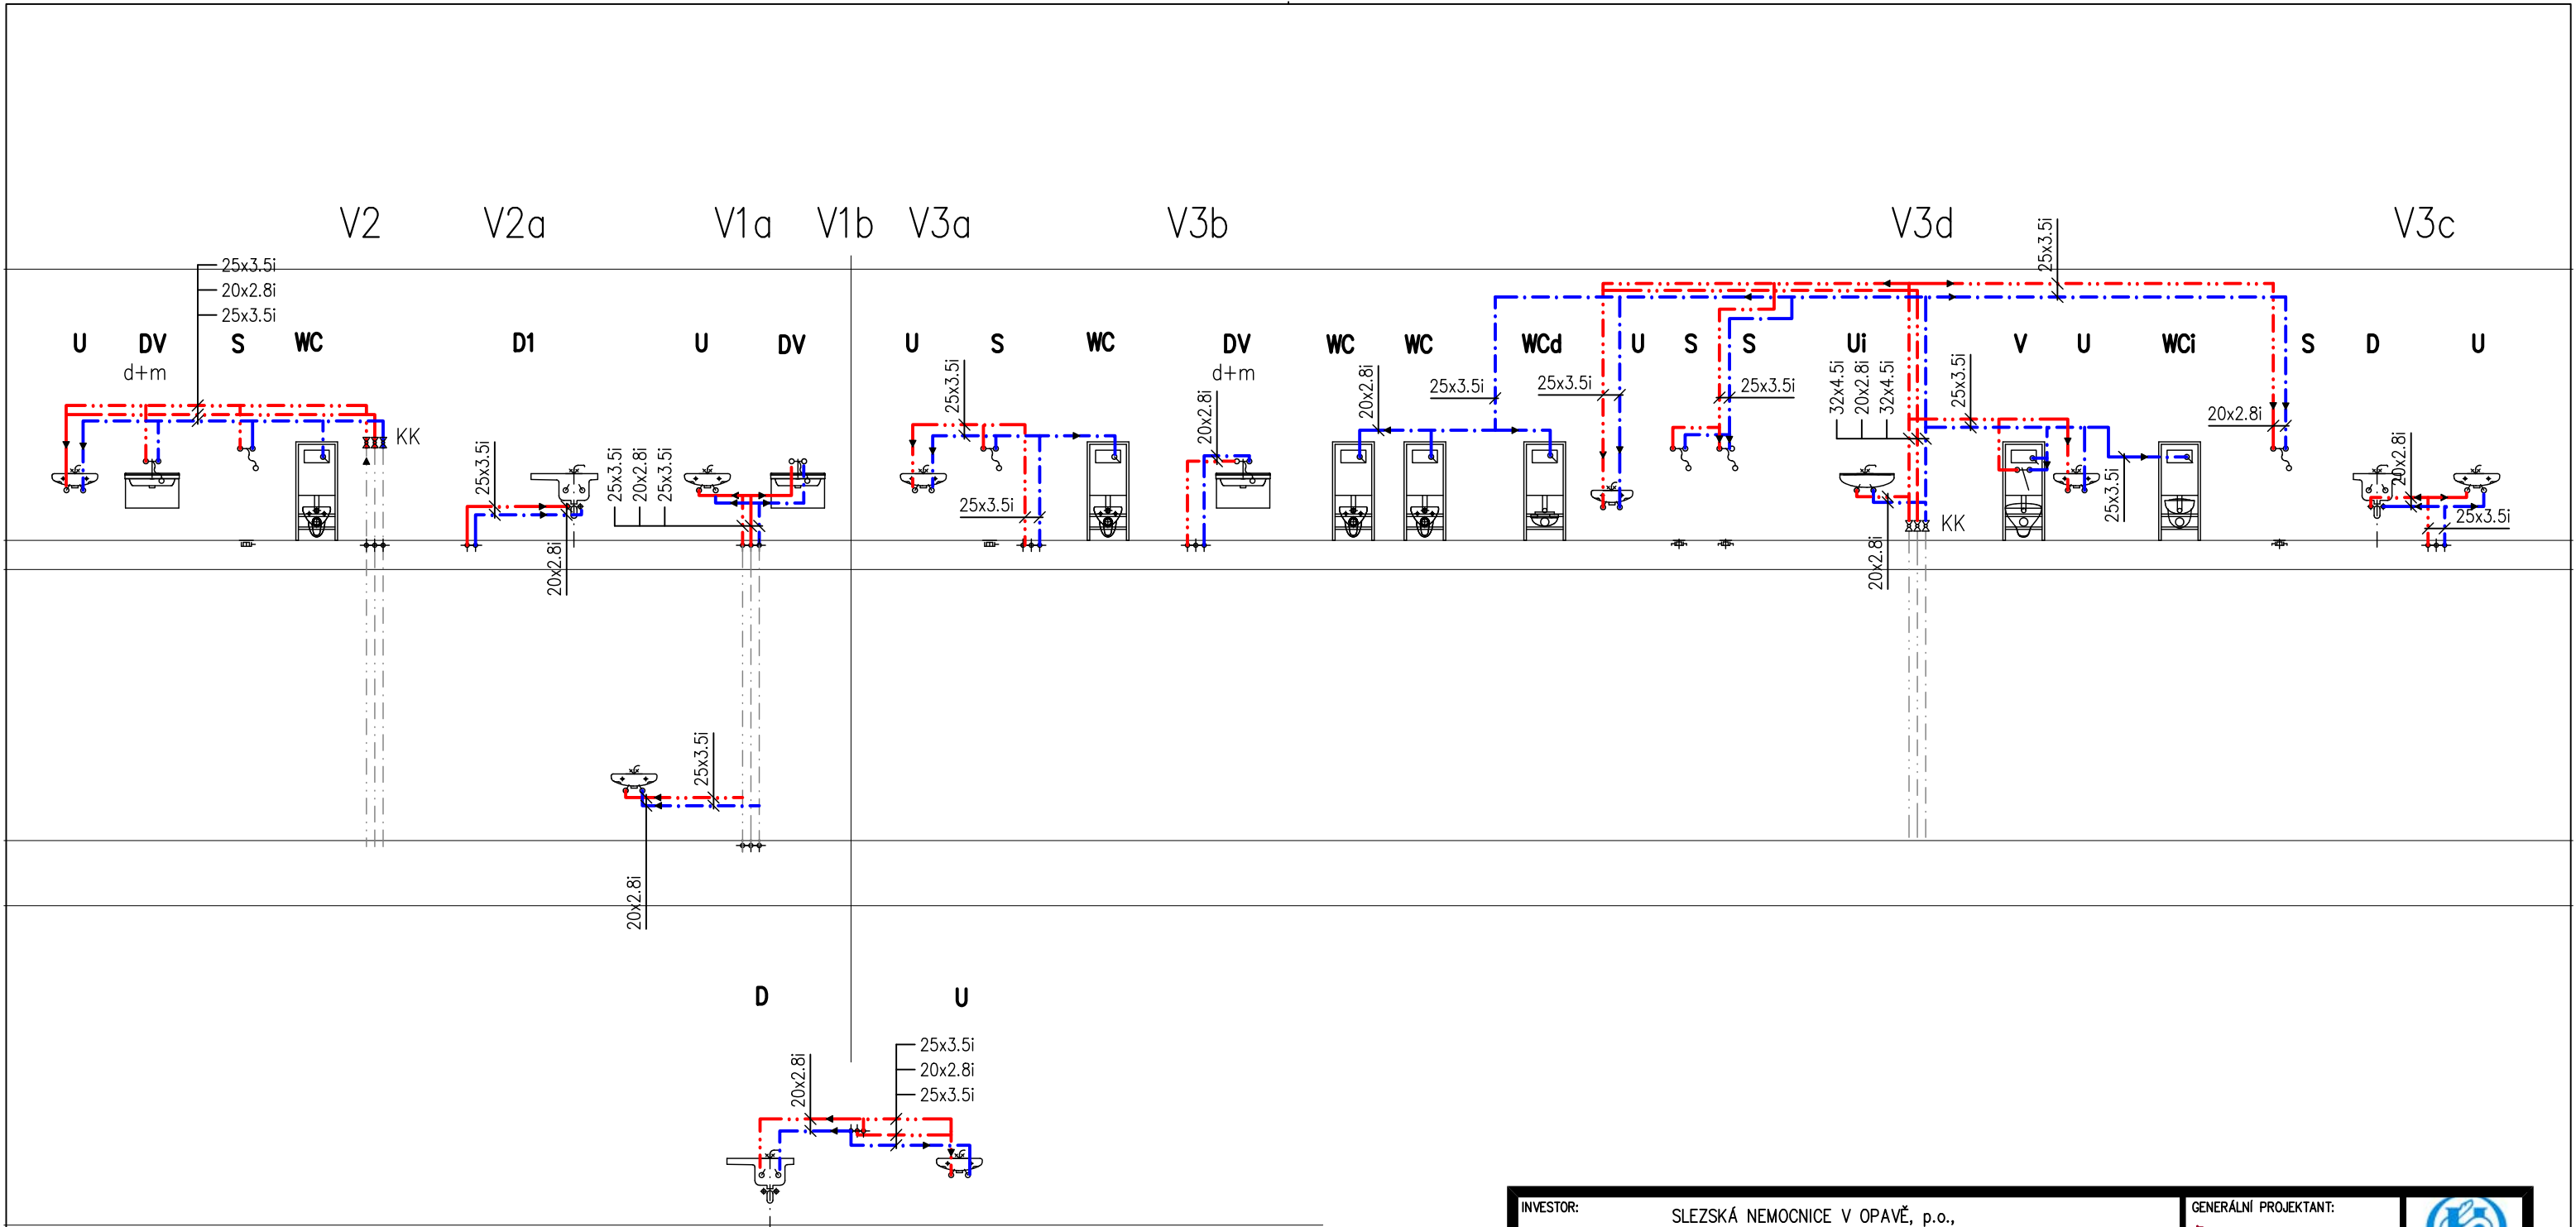 V2 V2a V1a V1b V3a V3b V3d V3c
25x3.5i
20x2.8i
25x3.5i
25x3.5i
U DV S WC D1 U DV U S WC DV WC WC WCd U S S Ui V U WCi S D U
d+m
d+m
25x3.5i
20x2.8i
20x2.8i
25x3.5i
25x3.5i
25x3.5i
32x4.5i
20x2.8i
32x4.5i
25x3.5i
20x2.8i
KK
25x3.5i
25x3.5i
20x2.8i
25x3.5i
25x3.5i
20x2.8i
20x2.8i
KK
25x3.5i
20x2.8i
25x3.5i
25x3.5i
20x2.8i
D U
20x2.8i
25x3.5i
20x2.8i
25x3.5i
INVESTOR:
SLEZSKÁ NEMOCNICE V OPAVĚ, p.o.,
GENERÁLNÍ PROJEKTANT: